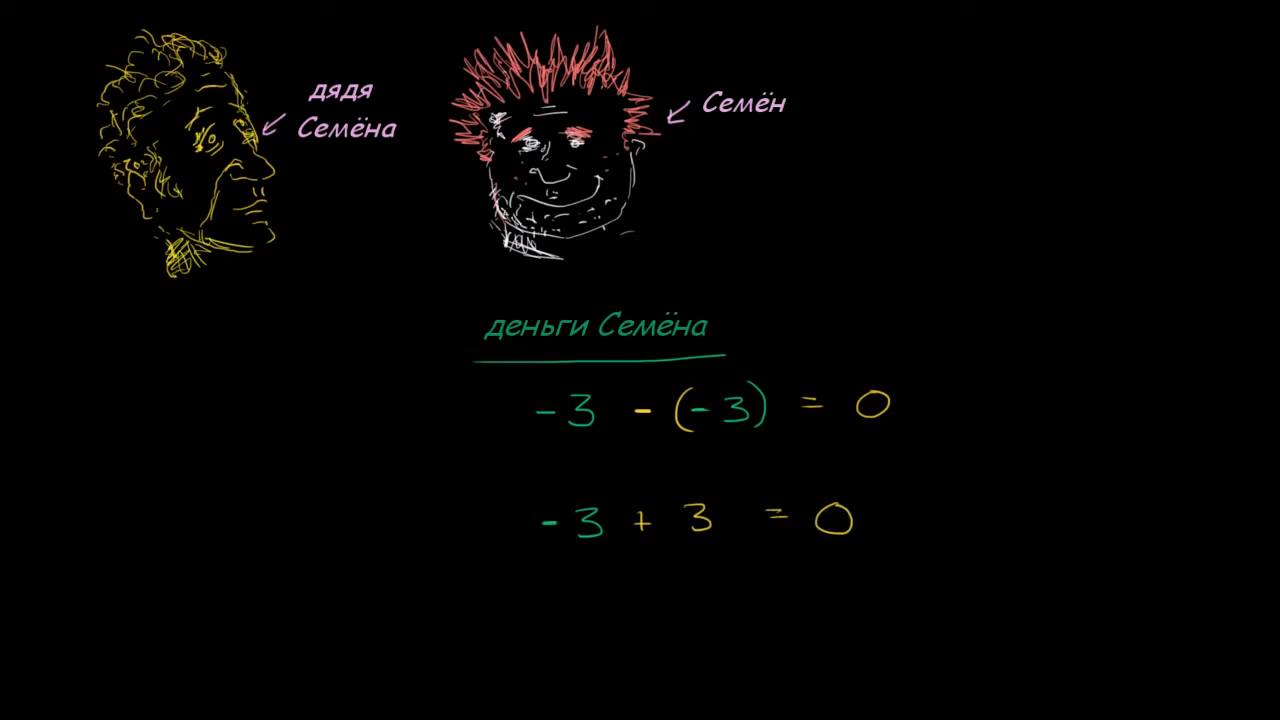 дядя
Семёна
Семён
деньги Семёна
-3 - (-3) = 0
-3 + 3 = 0